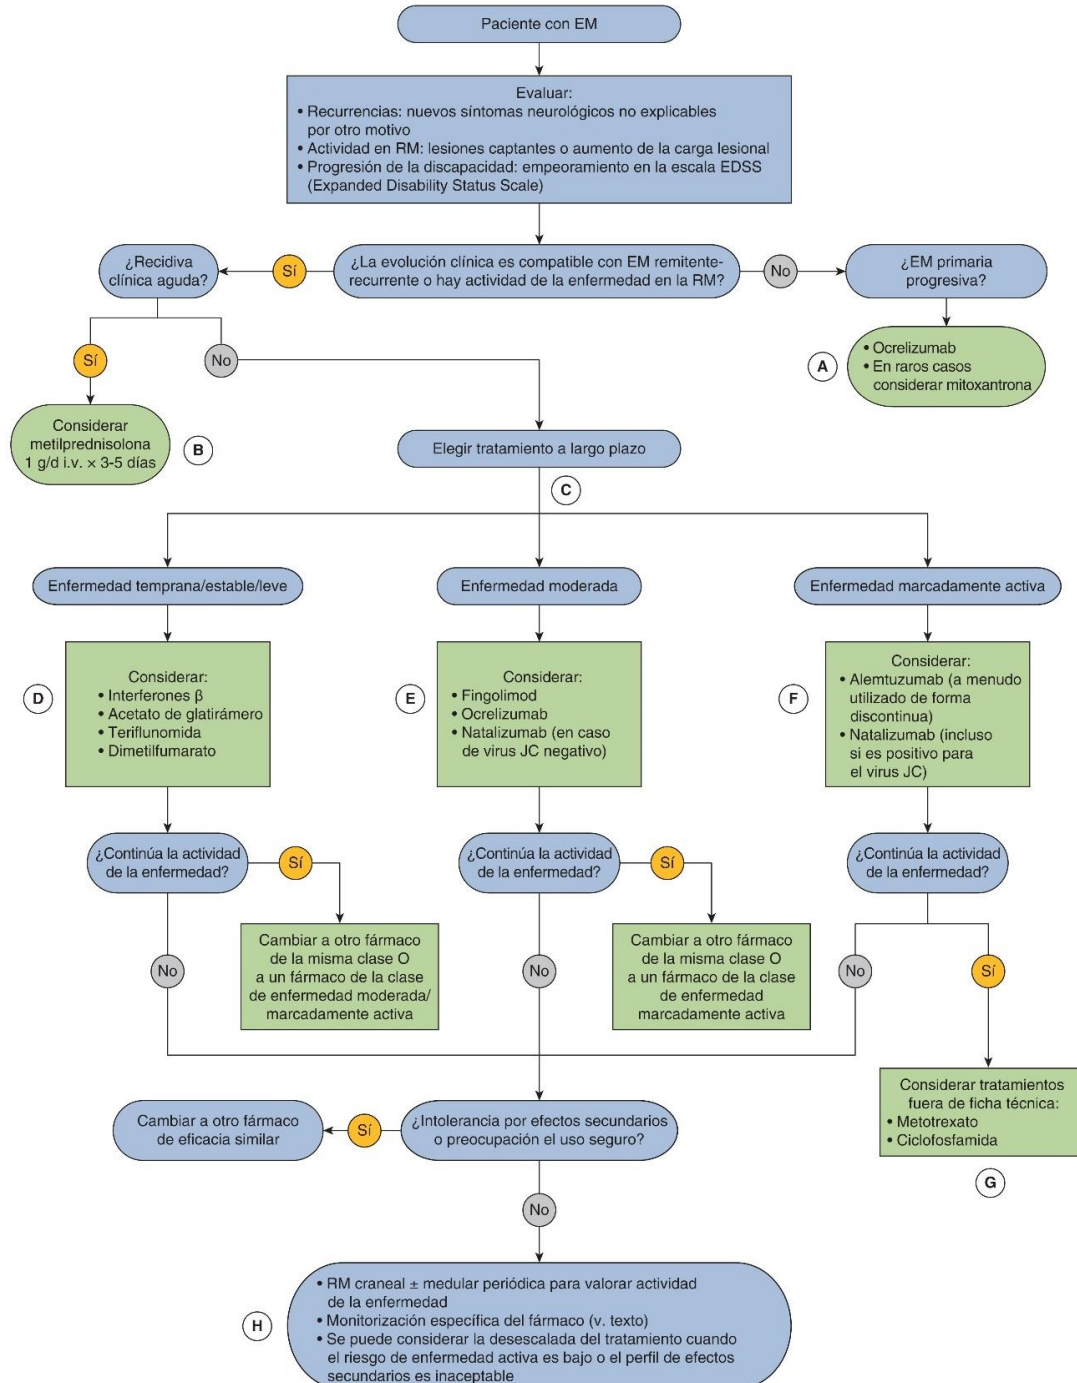 Paciente con EM
Evaluar:
• Recurrencias: nuevos síntomas neurológicos no explicables
por otro motivo
• Actividad en RM: lesiones captantes o aumento de la carga lesional
• Progresión de la discapacidad: empeoramiento en la escala EDSS
(Expanded Disability Status Scale)
¿Recidiva
clínica aguda?
Sí
¿La evolución clínica es compatible con EM remitente-
recurrente o hay actividad de la enfermedad en la RM?
No
¿EM primaria
progresiva?
Sí
No
A
• Ocrelizumab
• En raros casos
considerar mitoxantrona
Considerar
metilprednisolona
1 g/d i.v. × 3-5 días
B
Elegir tratamiento a largo plazo
C
Enfermedad temprana/estable/leve
Enfermedad moderada
Enfermedad marcadamente activa
D
Considerar:
• Interferones β
• Acetato de glatirámero
• Teriflunomida
• Dimetilfumarato
E
Considerar:
• Fingolimod
• Ocrelizumab
• Natalizumab (en caso
de virus JC negativo)
F
Considerar:
• Alemtuzumab (a menudo
utilizado de forma
discontinua)
• Natalizumab (incluso
si es positivo para
el virus JC)
¿Continúa la actividad
de la enfermedad?
Sí
¿Continúa la actividad
de la enfermedad?
Sí
¿Continúa la actividad
de la enfermedad?
No
Cambiar a otro fármaco
de la misma clase O
a un fármaco de la clase
de enfermedad moderada/
marcadamente activa
No
Cambiar a otro fármaco
de la misma clase O
a un fármaco de la clase
de enfermedad
marcadamente activa
No
Sí
Cambiar a otro fármaco
de eficacia similar
Sí
¿Intolerancia por efectos secundarios
o preocupación el uso seguro?
Considerar tratamientos
fuera de ficha técnica:
• Metotrexato
• Ciclofosfamida
G
No
H
• RM craneal ± medular periódica para valorar actividad
de la enfermedad
• Monitorización específica del fármaco (v. texto)
• Se puede considerar la desescalada del tratamiento cuando
el riesgo de enfermedad activa es bajo o el perfil de efectos
secundarios es inaceptable